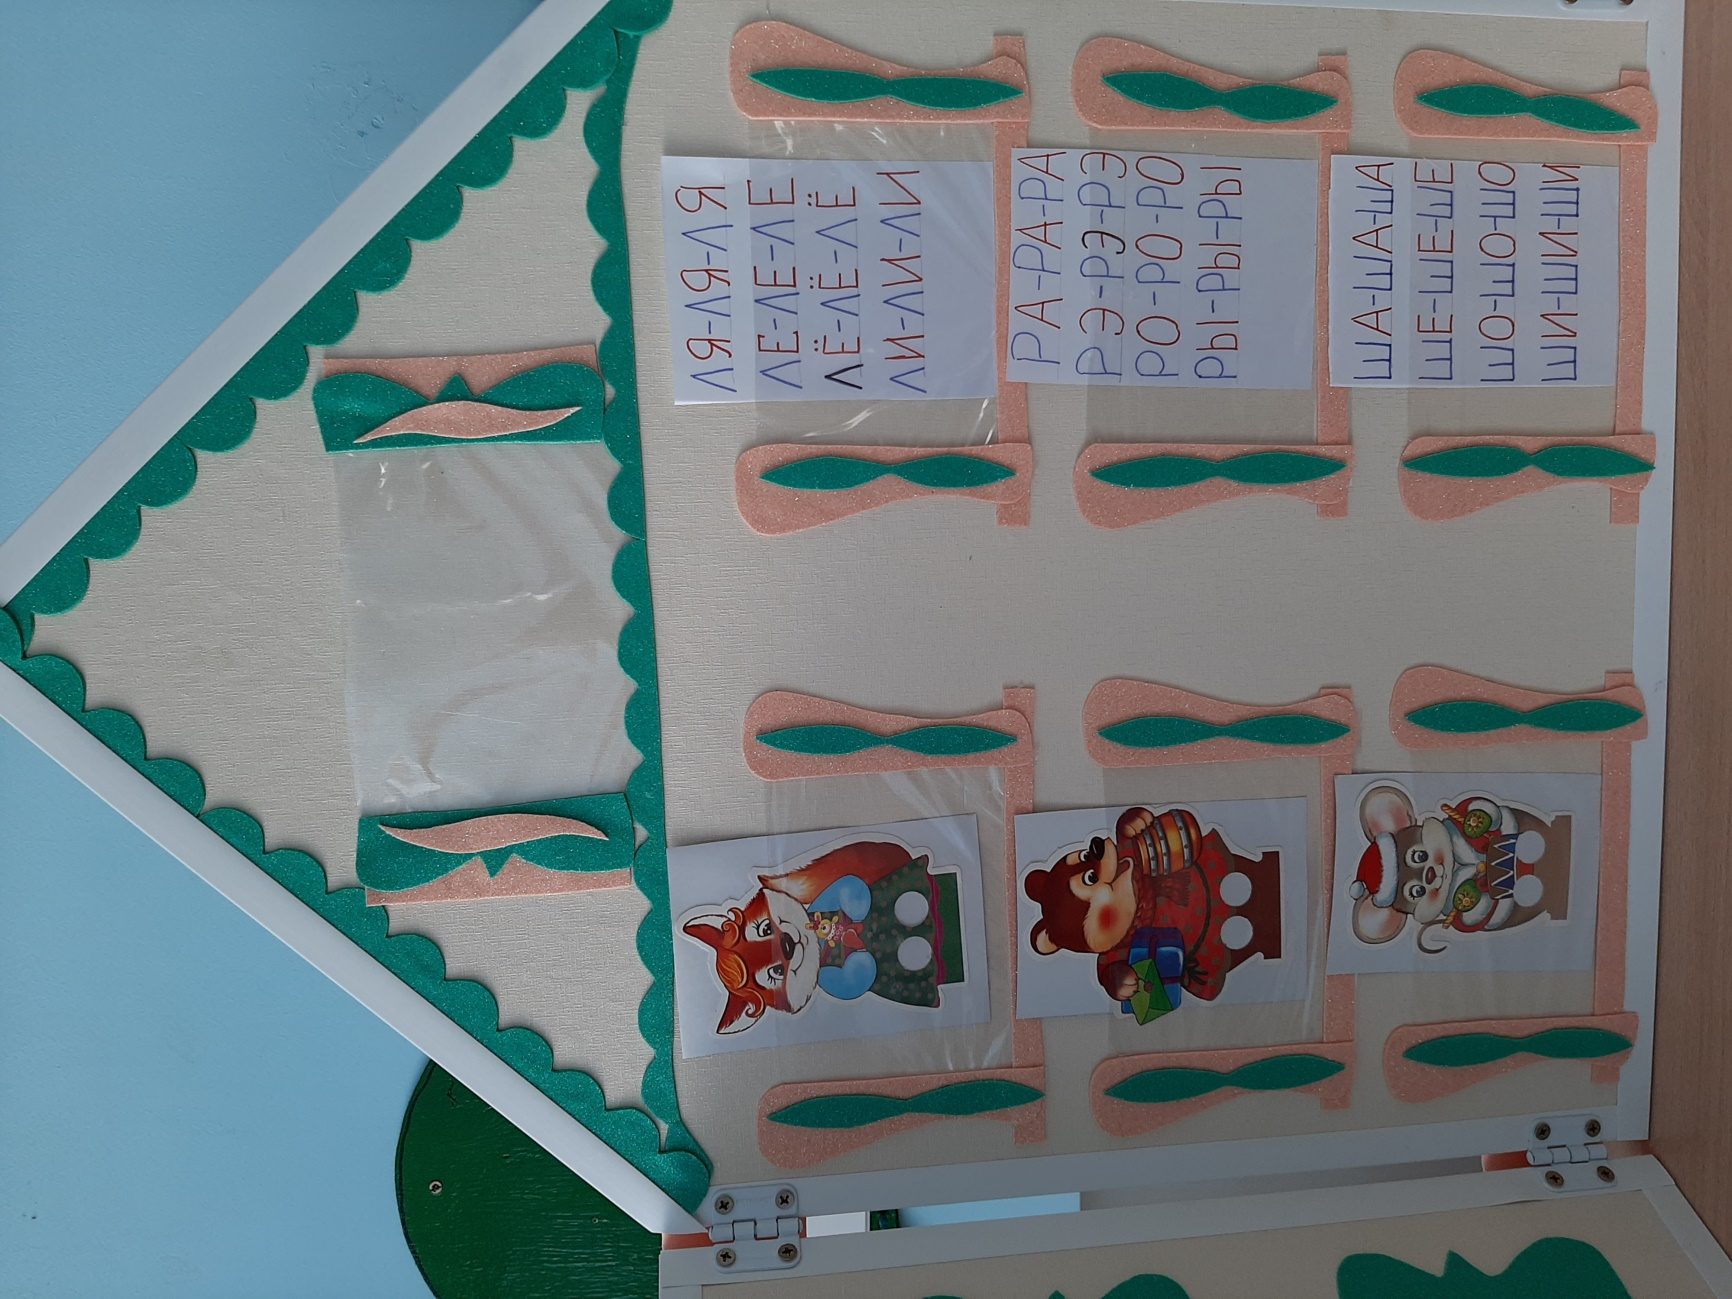 ЛЯ-ЛЯ-ЛЯ
ЛЕ-ЛЕ-ЛЕ
ЛЁ-ЛЁ-ЛЁ
ЛИ-ЛИ-ЛИ
РА-РА-РА
РЭ-РЭ-РЭ
РО-РО-РО
РЫ-РЫ-РЫ
ША-ША-ША
ШЕ-ШЕ-ШЕ
ШО-ШО-ШО
ШИ-ШИ-ШИ